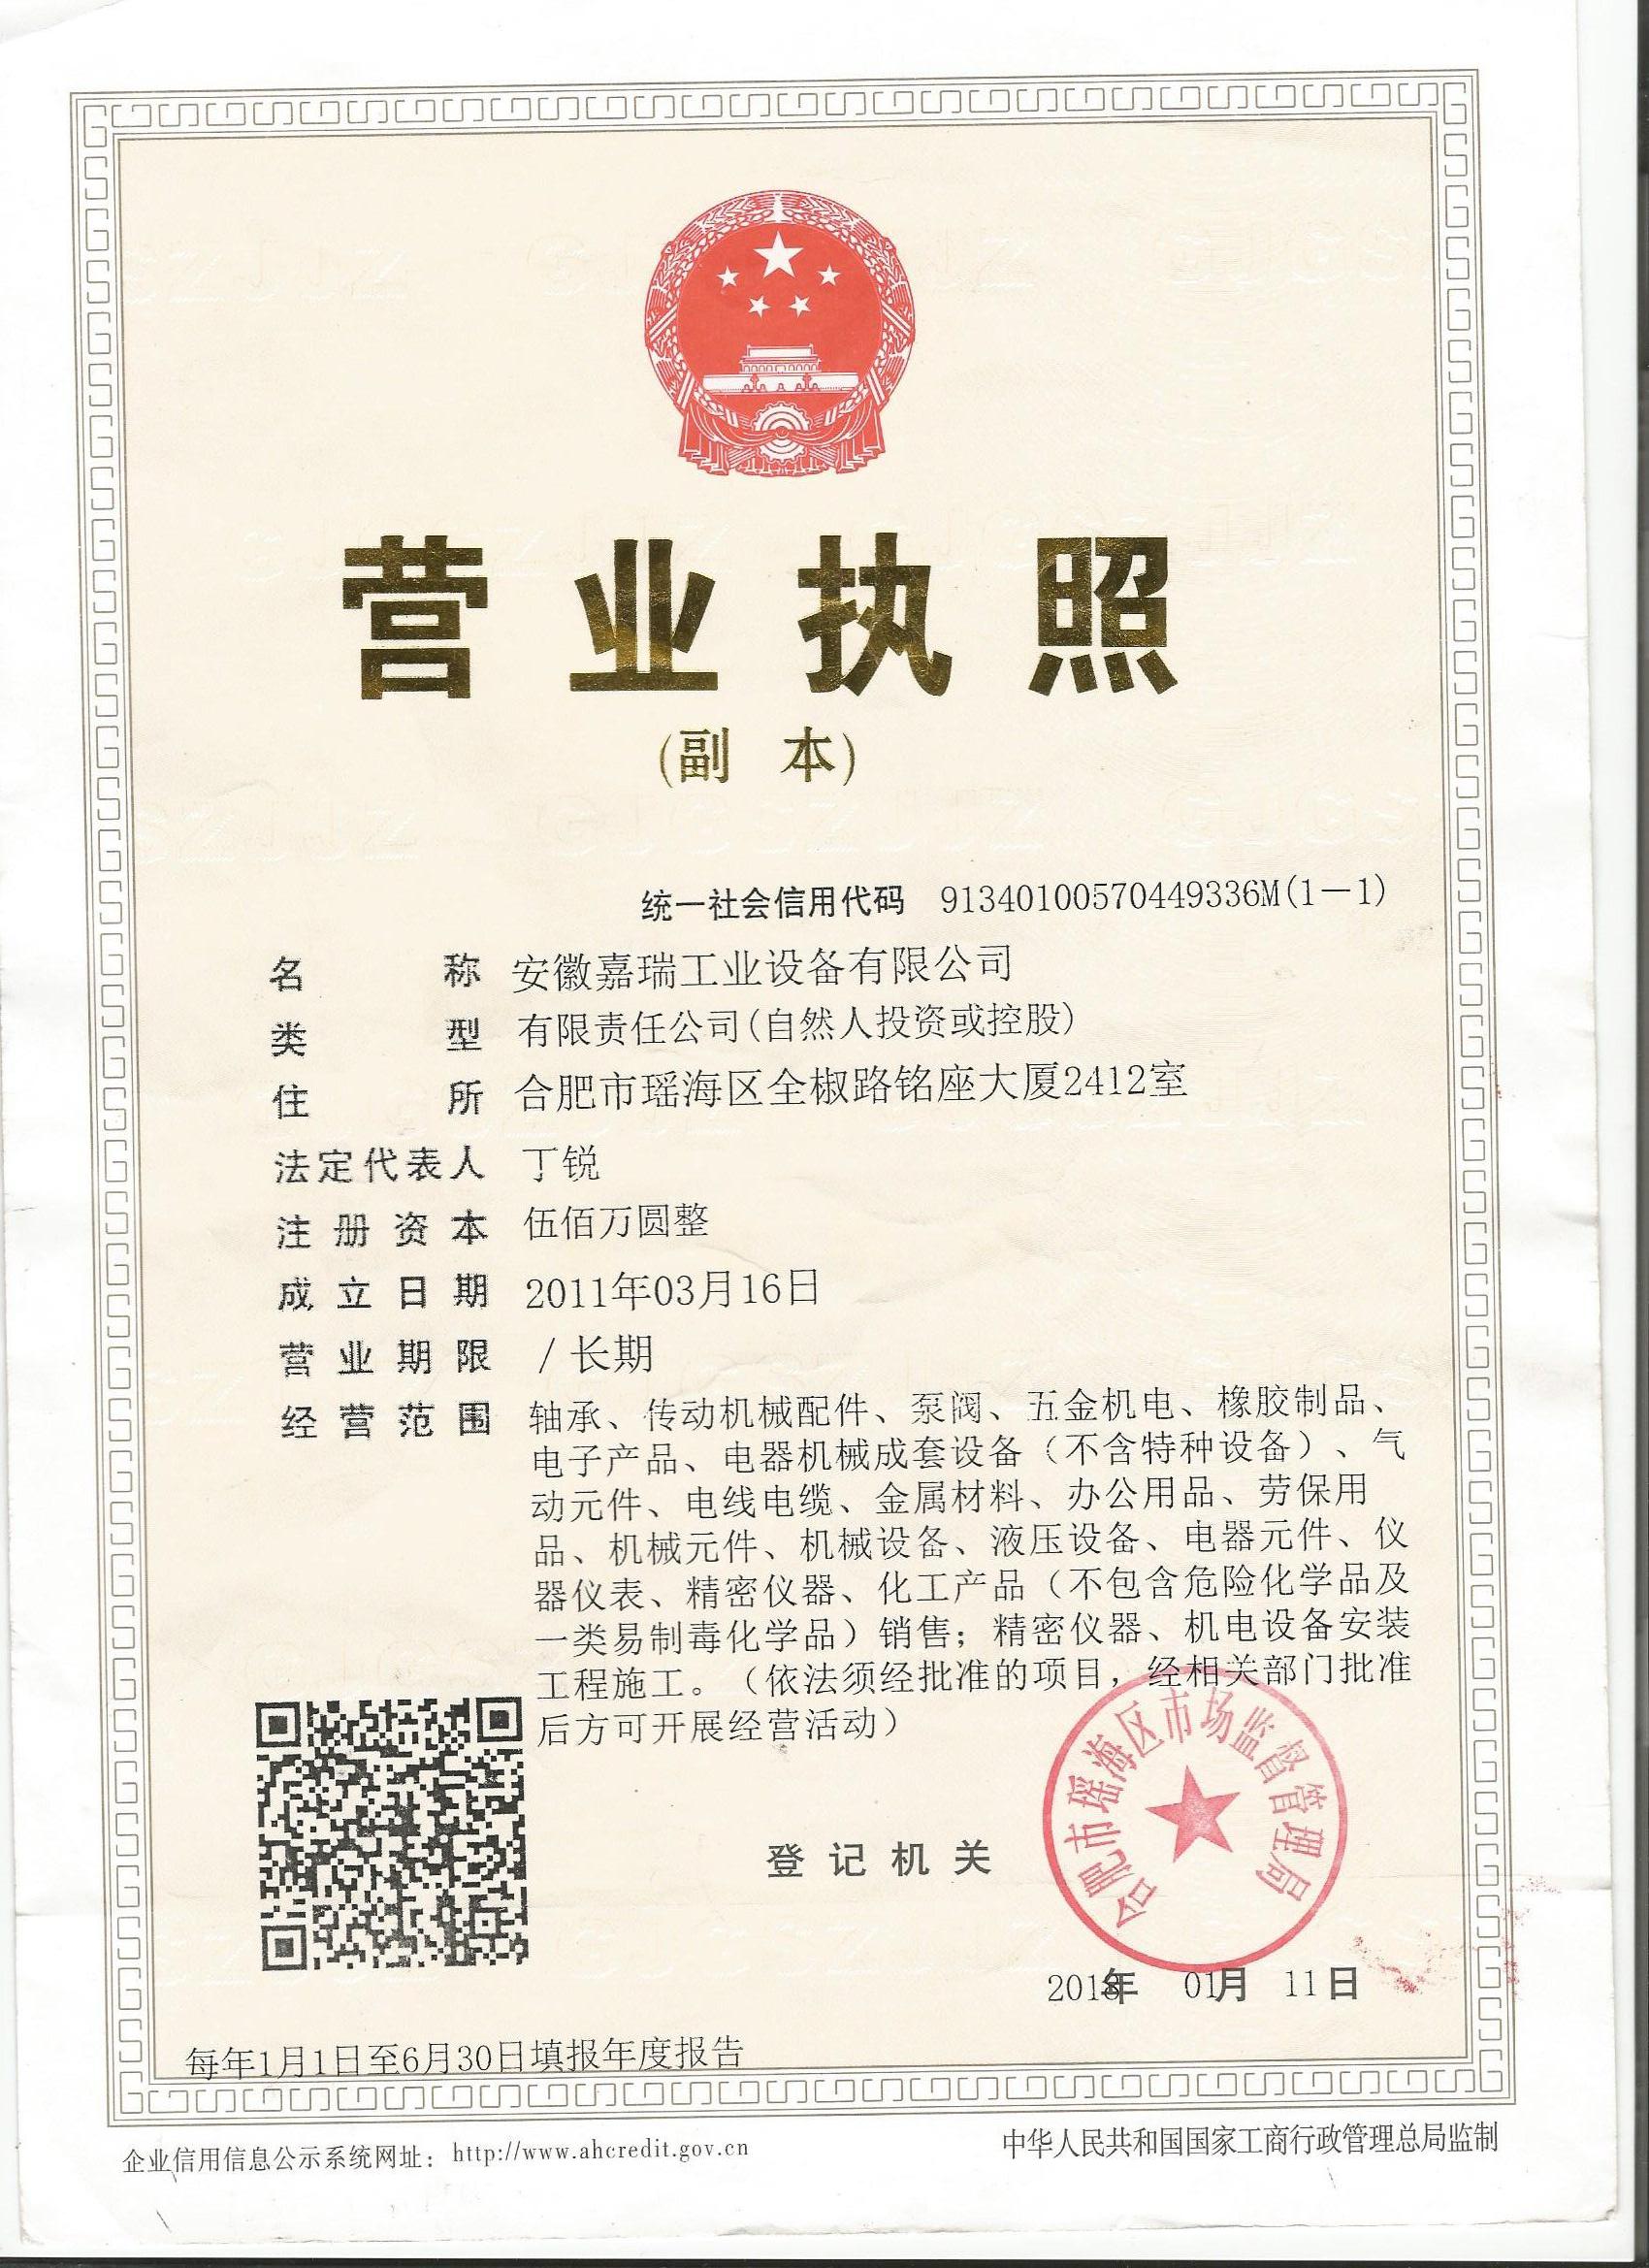 营业执照
(副 本)
统一社会信用代码 91340100570449336M(1-1)
名称 安徽嘉瑞工业设备有限公司
类型 有限责任公司(自然人投资或控股)
住所 合肥市瑶海区全椒路铭座大厦2412室
法定代表人 丁锐
注册资本 伍佰万圆整
成立日期 2011年03月16日
营业期限 / 长期
经营范围 轴承、传动机械配件、泵阀、五金机电、橡胶制品、
电子产品、电器机械成套设备（不含特种设备）、气
动元件、电线电缆、金属材料、办公用品、劳保用
品、机械元件、机械设备、液压设备、电器元件、仪
器仪表、精密仪器、化工产品（不包含危险化学品及
一类易制毒化学品）销售；精密仪器、机电设备安装
工程施工。（依法须经批准的项目，经相关部门批准
后方可开展经营活动）
合肥市瑶海区市场监督管理局
登记机关
2018年 01月 11日
每年1月1日至6月30日填报年度报告
企业信用信息公示系统网址：http://www.ahcredit.gov.cn
中华人民共和国国家工商行政管理总局监制